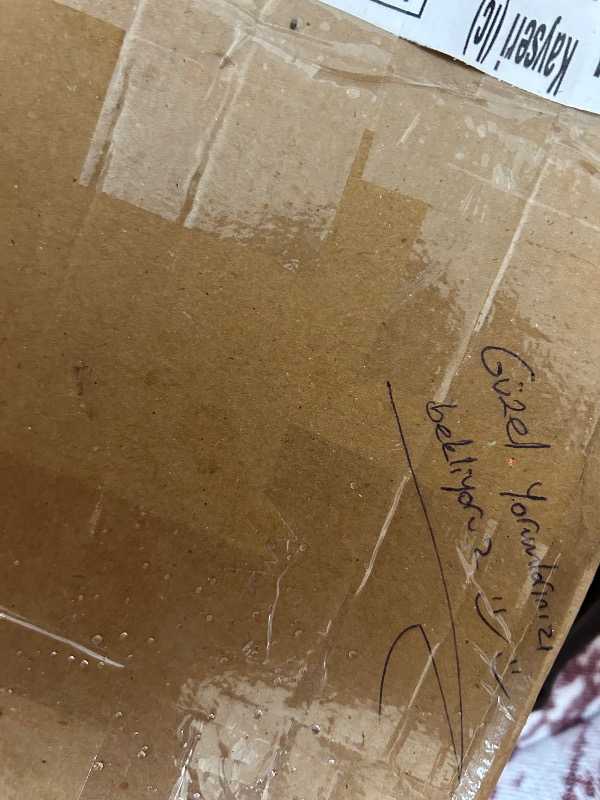 Kayseri (İç)
Güzel Yorumlarınızı
bekliyoruz :) :)